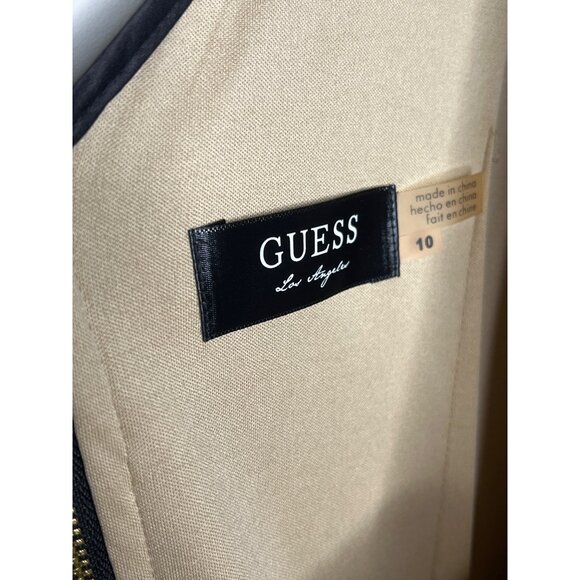 GUESS
Los Angeles
made in china
hecho en china
fait en chine
10